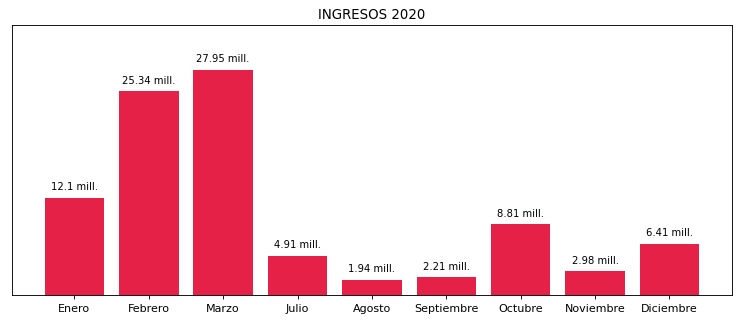 INGRESOS 2020
12.1 mill.
25.34 mill.
27.95 mill.
4.91 mill.
1.94 mill.
2.21 mill.
8.81 mill.
2.98 mill.
6.41 mill.
Enero Febrero Marzo Julio Agosto Septiembre Octubre Noviembre Diciembre